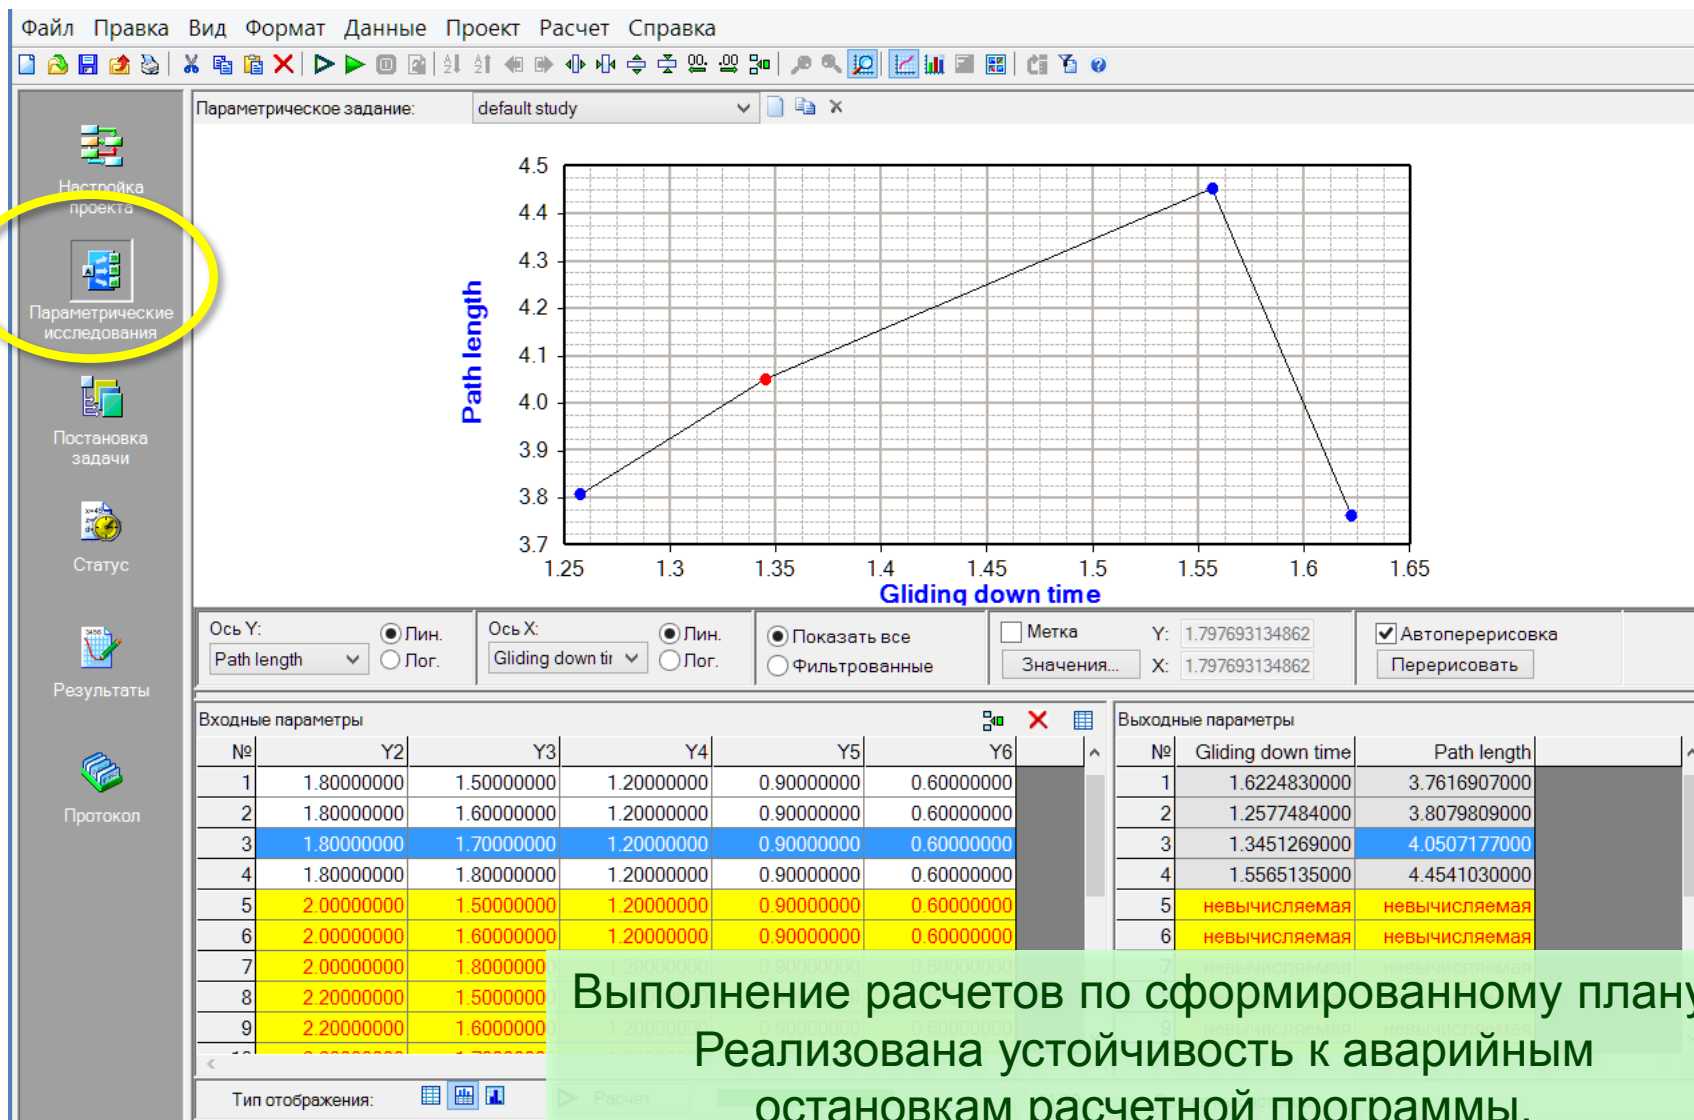 Файл Правка Вид Формат Данные Проект Расчет Справка
Параметрическое задание: default study
Настройка
проекта
Параметрические
исследования
Постановка
задачи
Статус
Результаты
Протокол
Path length
4.5
4.4
4.3
4.2
4.1
4.0
3.9
3.8
3.7
1.25 1.3 1.35 1.4 1.45 1.5 1.55 1.6 1.65
Gliding down time
Ось Y: Лин. Ось X: Лин. Показать все Метка Y: 1.797693134862 Автоперерисовка
Path length Лог. Gliding down tir Лог. Фильтрованные Значения... X: 1.797693134862 Перерисовать
Входные параметры
№ Y2 Y3 Y4 Y5 Y6
1 1.80000000 1.50000000 1.20000000 0.90000000 0.60000000
2 1.80000000 1.60000000 1.20000000 0.90000000 0.60000000
3 1.80000000 1.70000000 1.20000000 0.90000000 0.60000000
4 1.80000000 1.80000000 1.20000000 0.90000000 0.60000000
5 2.00000000 1.50000000 1.20000000 0.90000000 0.60000000
6 2.00000000 1.60000000 1.20000000 0.90000000 0.60000000
7 2.00000000 1.8000000
8 2.20000000 1.5000000
9 2.20000000 1.6000000
Выходные параметры
№ Gliding down time Path length
1 1.6224830000 3.7616907000
2 1.2577484000 3.8079809000
3 1.3451269000 4.0507177000
4 1.5565135000 4.4541030000
5 невычисляемая невычисляемая
6 невычисляемая невычисляемая
Тип отображения: Расчет
Выполнение расчетов по сформированному плану
Реализована устойчивость к аварийным
остановкам расчетной программы.